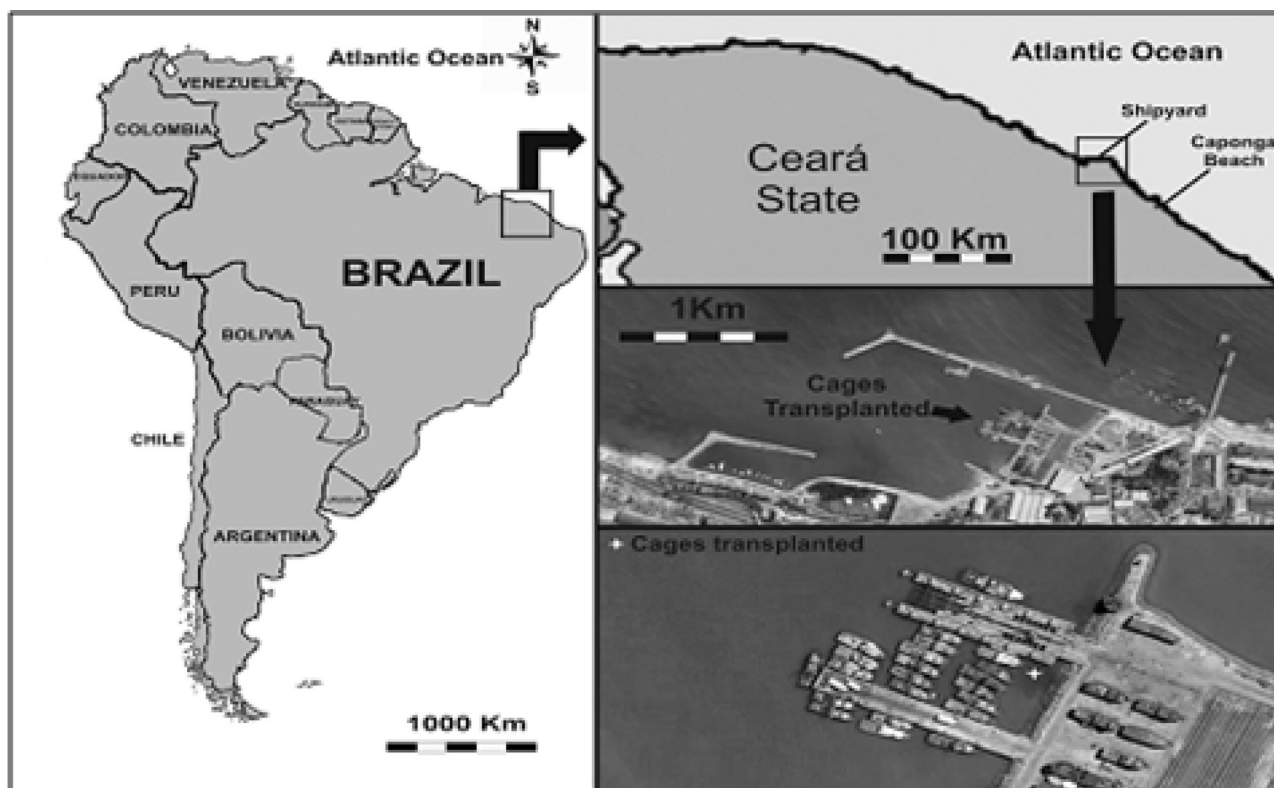 N
Atlantic Ocean
S
VENEZUELA
COLOMBIA
BRAZIL
PERU
BOLIVIA
CHILE
ARGENTINA
1000 Km
Atlantic Ocean
Shipyard
Caponga
Beach
Ceará
State
100 Km
1Km
Cages
Transplanted
Cages transplanted